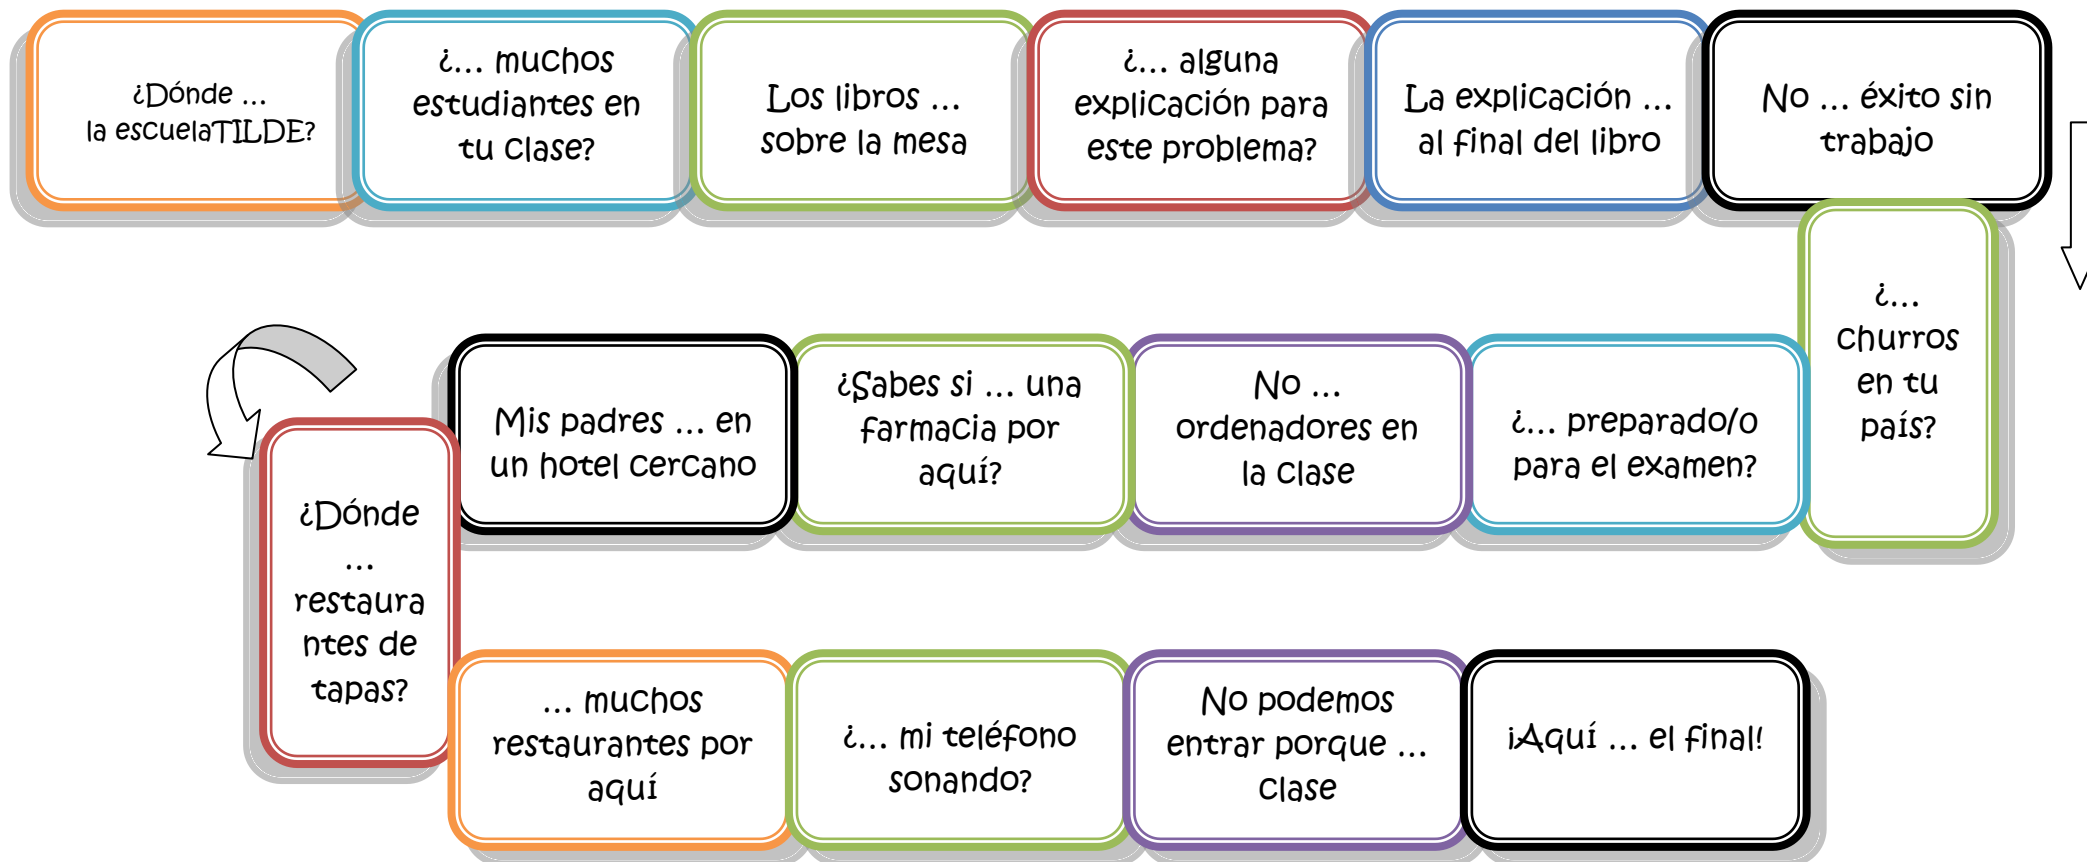 ¿Dónde ...
la escuelaTILDE?
¿... muchos
estudiantes en
tu clase?
Los libros ...
sobre la mesa
¿... alguna
explicación para
este problema?
La explicación ...
al final del libro
No ... éxito sin
trabajo
¿...
churros
en tu
país?
¿... preparado/o
para el examen?
No ...
ordenadores en
la clase
¿Sabes si ... una
farmacia por
aquí?
Mis padres ... en
un hotel cercano
¿Dónde
...
restaura
ntes de
tapas?
... muchos
restaurantes por
aquí
¿... mi teléfono
sonando?
No podemos
entrar porque ...
clase
¡Aquí ... el final!